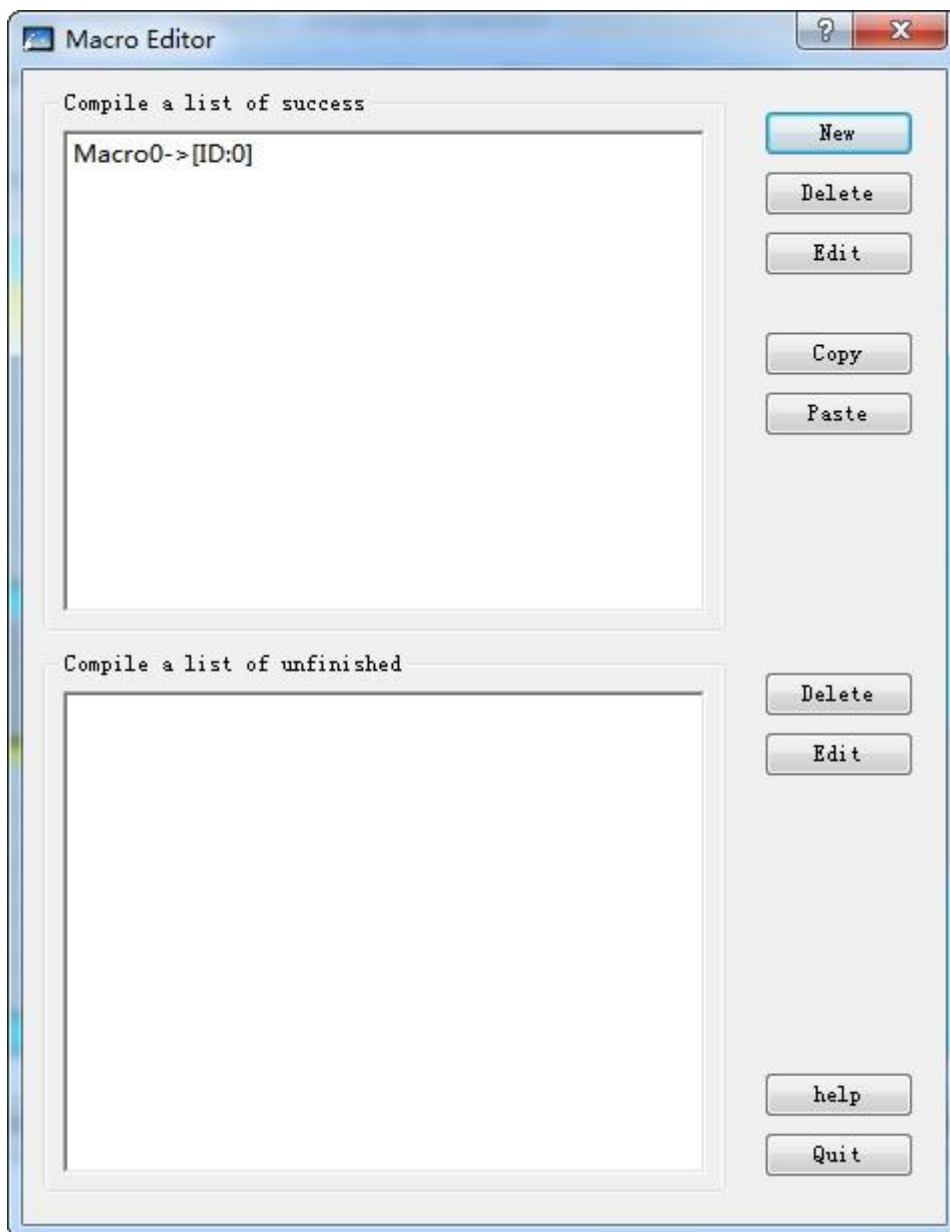 Macro Editor
Compile a list of success
Macro0->[ID:0]
New
Delete
Edit
Copy
Paste
Compile a list of unfinished
Delete
Edit
help
Quit